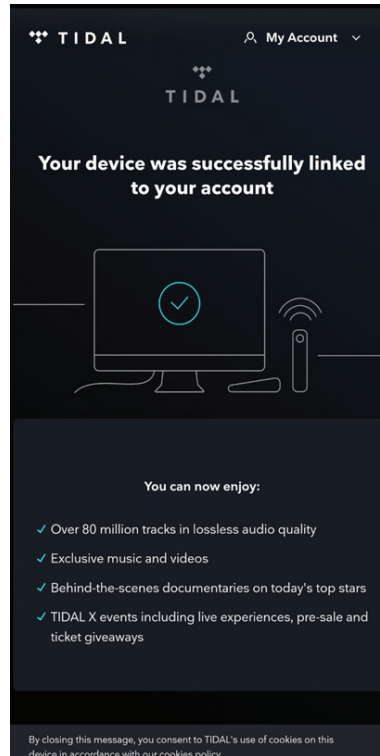 TIDAL My Account
TIDAL
Your device was successfully linked
to your account
You can now enjoy:
Over 80 million tracks in lossless audio quality
Exclusive music and videos
Behind-the-scenes documentaries on today's top stars
TIDAL X events including live experiences, pre-sale and
ticket giveaways
By closing this message, you consent to TIDAL's use of cookies on this
device in accordance with our cookies policy